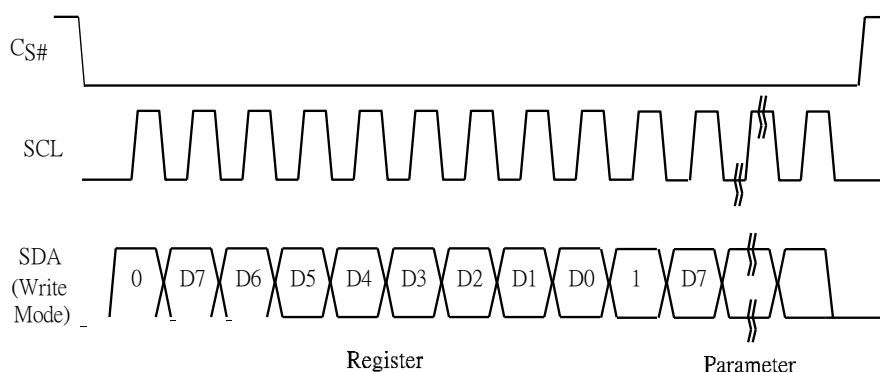 CS#
SCL
SDA
(Write
Mode)
0 D7 D6 D5 D4 D3 D2 D1 D0 1 D7
Register Parameter